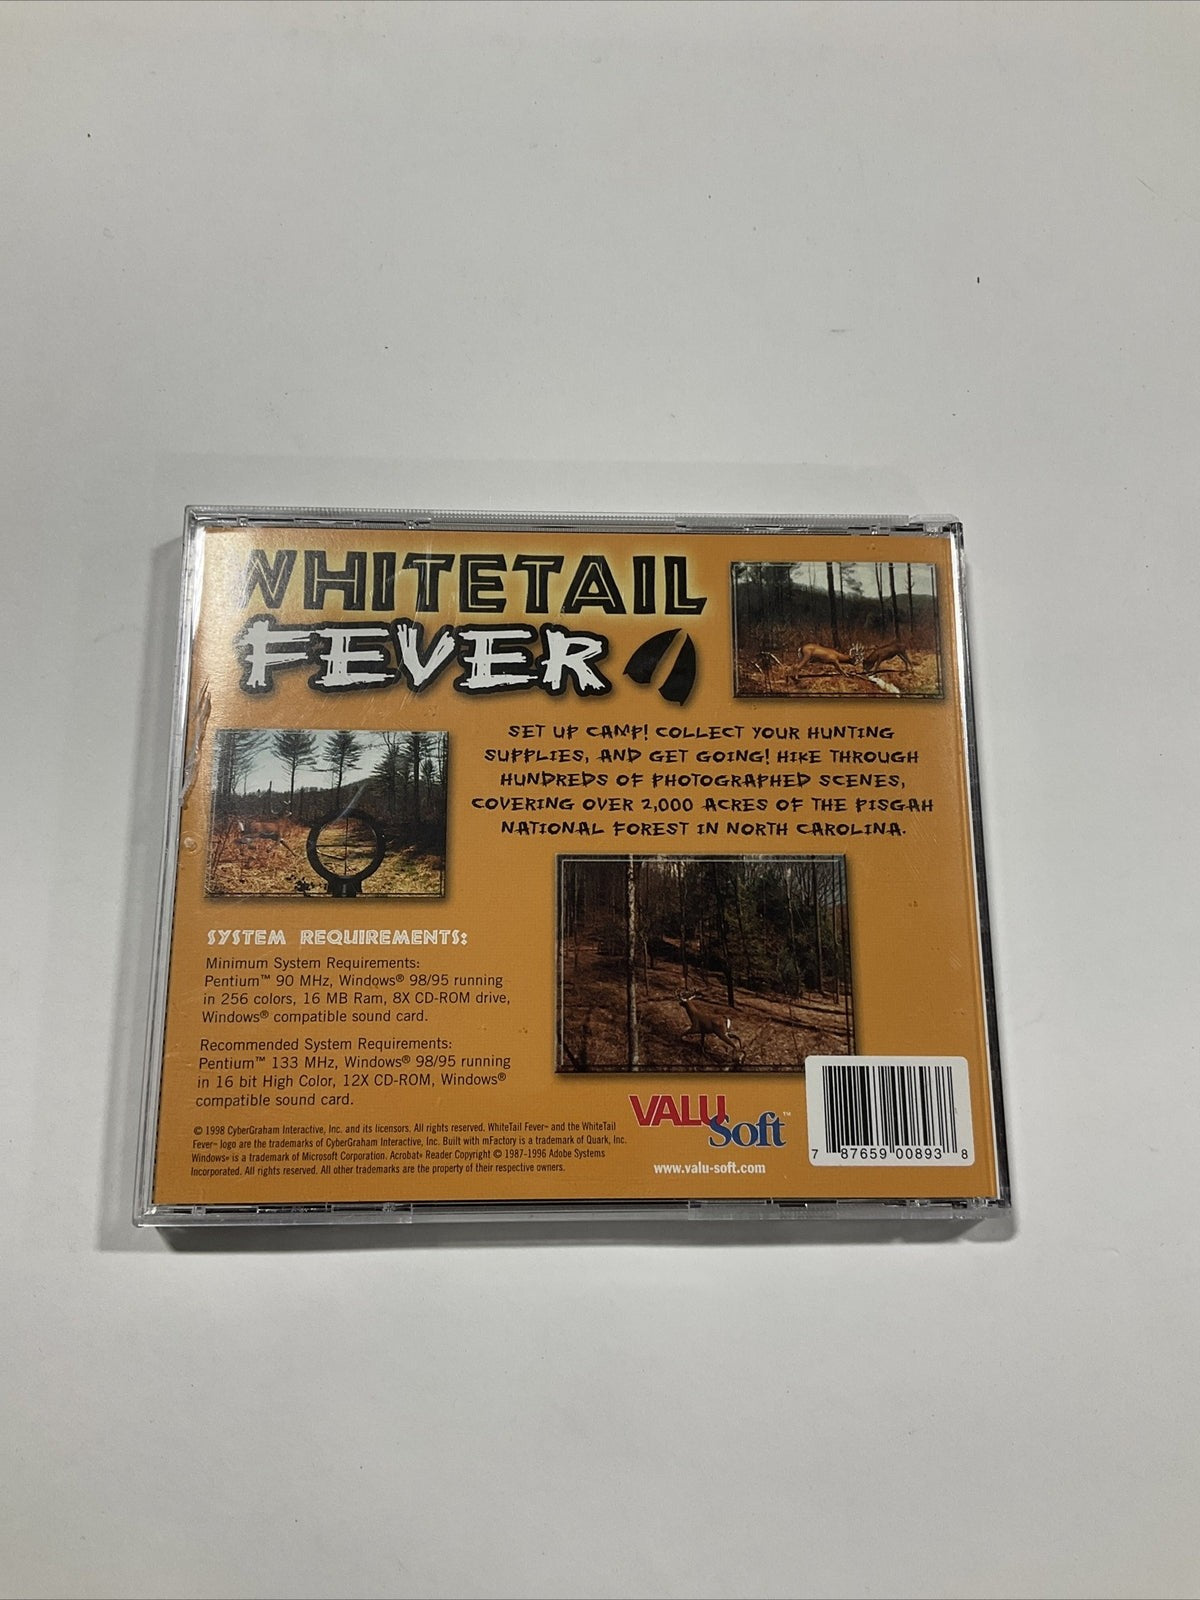 WHITETAIL
FEVER
SET UP CAMP! COLLECT YOUR HUNTING
SUPPLIES, AND GET GOING! HIKE THROUGH
HUNDREDS OF PHOTOGRAPHED SCENES,
COVERING OVER 2,000 ACRES OF THE PISGAH
NATIONAL FOREST IN NORTH CAROLINA.
SYSTEM REQUIREMENTS:
Minimum System Requirements:
Pentium™ 90 MHz, Windows® 98/95 running
in 256 colors, 16 MB Ram, 8X CD-ROM drive,
Windows® compatible sound card.
Recommended System Requirements:
Pentium™ 133 MHz, Windows® 98/95 running
in 16 bit High Color, 12X CD-ROM, Windows®
compatible sound card.
© 1998 CyberGraham Interactive, Inc. and its licensors. All rights reserved. WhiteTail Fever™ and the WhiteTail
Fever™ logo are the trademarks of CyberGraham Interactive, Inc. Built with mFactory is a trademark of Quark, Inc.
Windows® is a trademark of Microsoft Corporation. Acrobat® Reader Copyright © 1987-1996 Adobe Systems
Incorporated. All rights reserved. All other trademarks are the property of their respective owners.
VALU
Soft™
www.valu-soft.com
7 87659 00893 8